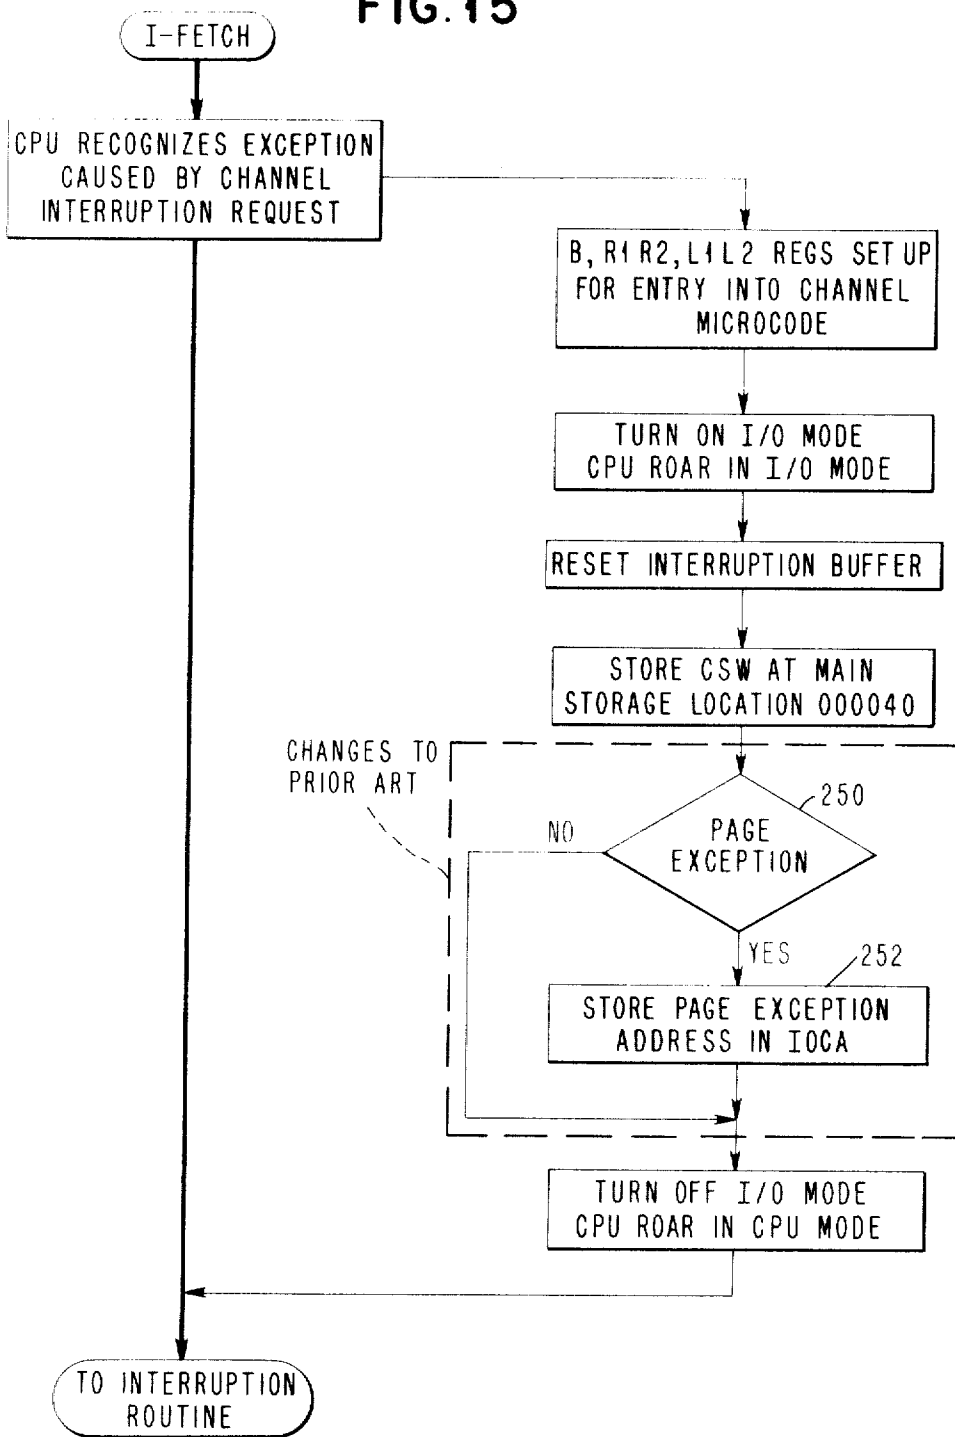 FIG. 15
I-FETCH
CPU RECOGNIZES EXCEPTION
CAUSED BY CHANNEL
INTERRUPTION REQUEST
B, R1 R2, L1 L2 REGS SET UP
FOR ENTRY INTO CHANNEL
MICROCODE
TURN ON I/O MODE
CPU ROAR IN I/O MODE
RESET INTERRUPTION BUFFER
STORE CSW AT MAIN
STORAGE LOCATION 000040
CHANGES TO
PRIOR ART
250
NO
PAGE
EXCEPTION
YES
252
STORE PAGE EXCEPTION
ADDRESS IN IOCA
TURN OFF I/O MODE
CPU ROAR IN CPU MODE
TO INTERRUPTION
ROUTINE